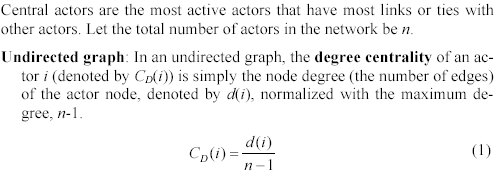 Central actors are the most active actors that have most links or ties with
other actors. Let the total number of actors in the network be n.
Undirected graph: In an undirected graph, the degree centrality of an ac-
tor i (denoted by C_D(i)) is simply the node degree (the number of edges)
of the actor node, denoted by d(i), normalized with the maximum de-
gree, n-1.
C_D(i) = d(i) / (n − 1) (1)